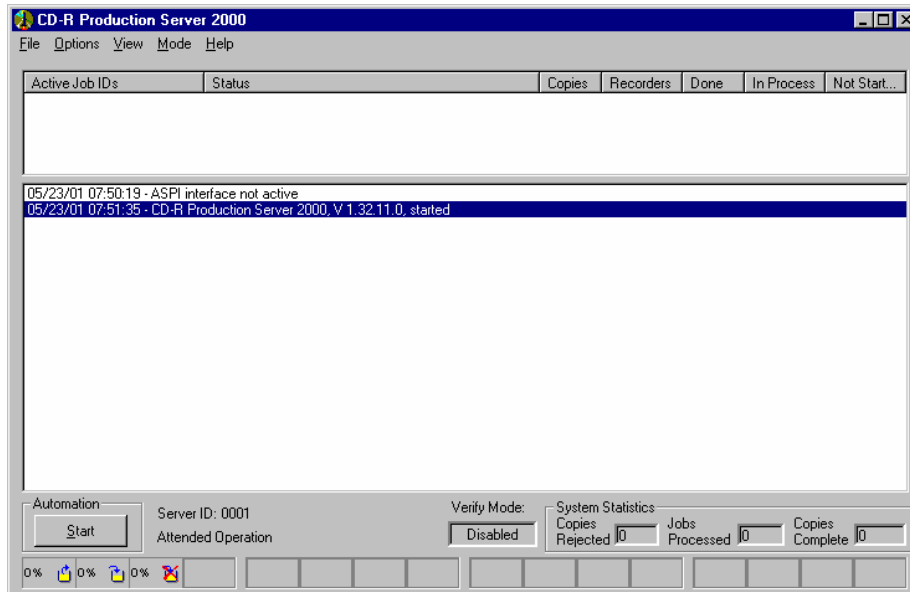 CD-R Production Server 2000
File Options View Mode Help
Active Job IDs Status Copies Recorders Done In Process Not Start...
05/23/01 07:50:19 - ASPI interface not active
05/23/01 07:51:35 - CD-R Production Server 2000, V 1.32.11.0, started
Automation
Start
Server ID: 0001
Attended Operation
Verify Mode:
Disabled
System Statistics
Copies Rejected 0
Jobs Processed 0
Copies Complete 0
0% 0% 0%